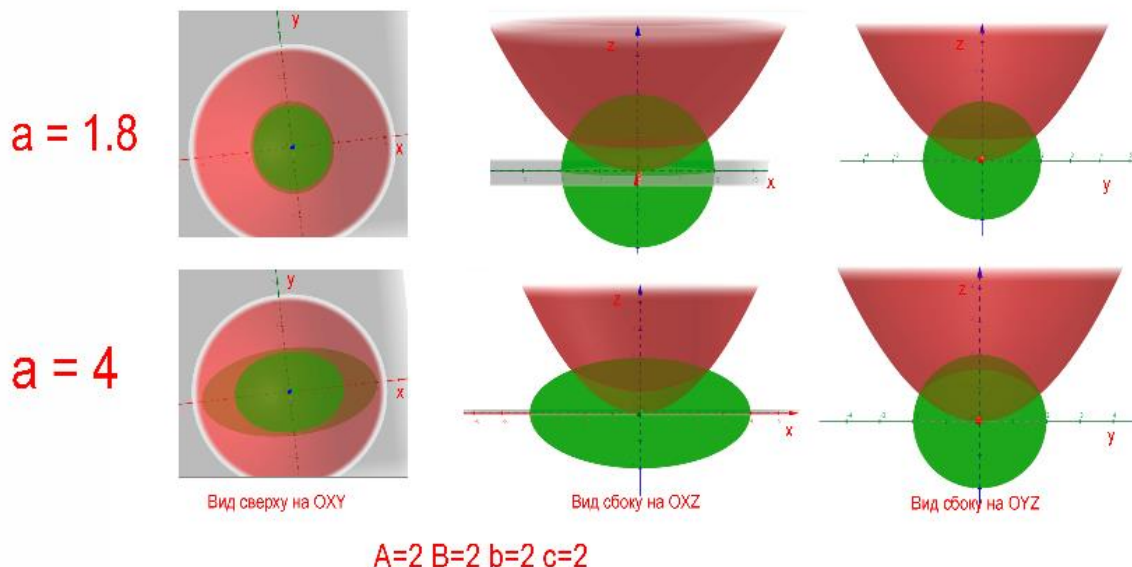 y
z
z
a = 1.8
x
x
y
y
z
z
a = 4
x
x
y
Вид сверху на OXY
Вид сбоку на OXZ
Вид сбоку на OYZ
A=2 B=2 b=2 c=2